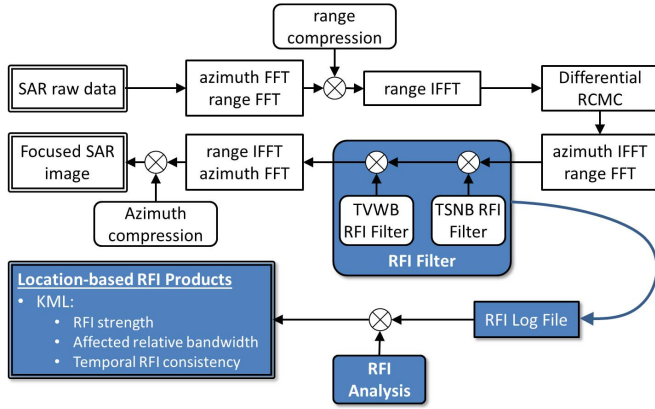 range
compression
SAR raw data
azimuth FFT
range FFT
range IFFT
Differential
RCMC
Focused SAR
image
range IFFT
azimuth FFT
azimuth IFFT
range FFT
Azimuth
compression
TVWB
RFI Filter
TSNB RFI
Filter
RFI Filter
Location-based RFI Products
• KML:
• RFI strength
• Affected relative bandwidth
• Temporal RFI consistency
RFI Log File
RFI
Analysis